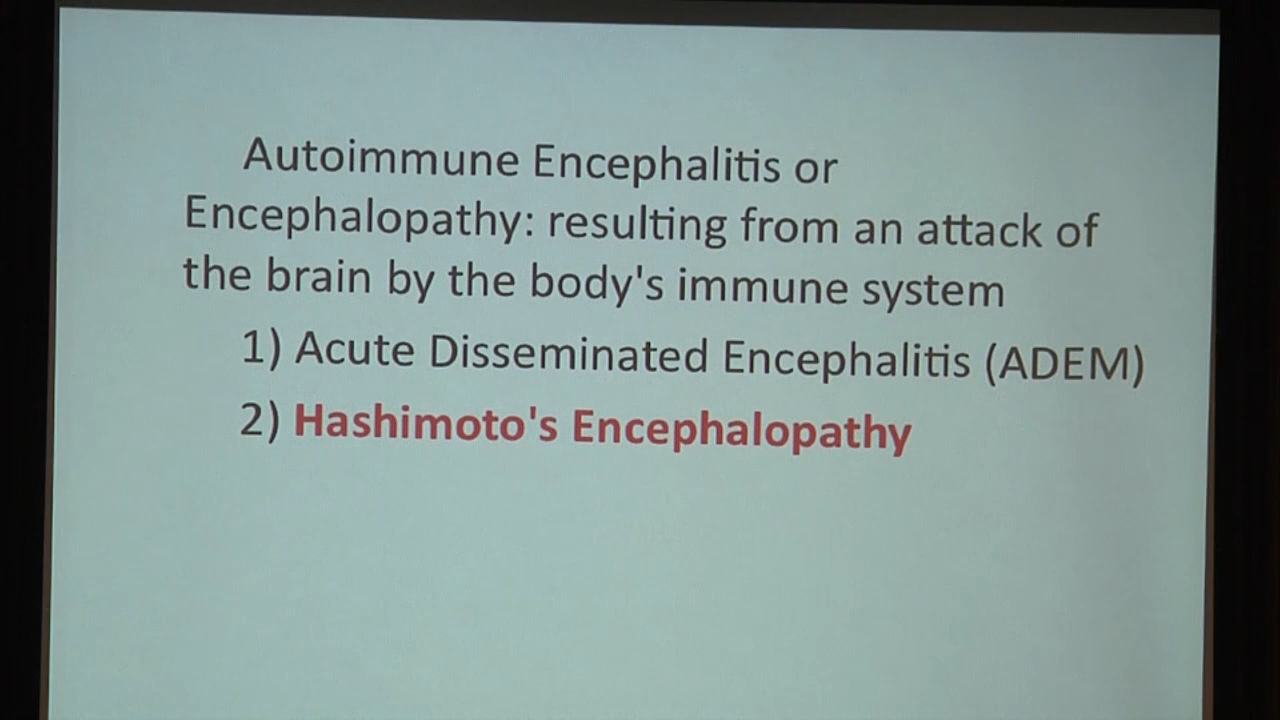 Autoimmune Encephalitis or
Encephalopathy: resulting from an attack of
the brain by the body's immune system
1) Acute Disseminated Encephalitis (ADEM)
2) Hashimoto's Encephalopathy